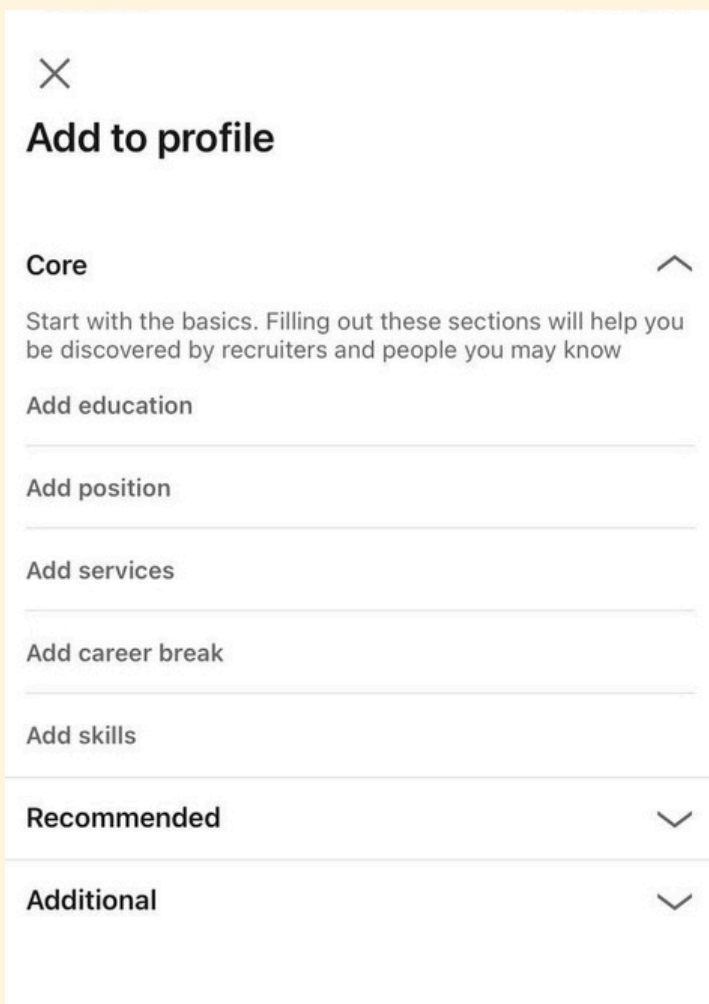 Add to profile
Core
Start with the basics. Filling out these sections will help you
be discovered by recruiters and people you may know
Add education
Add position
Add services
Add career break
Add skills
Recommended
Additional